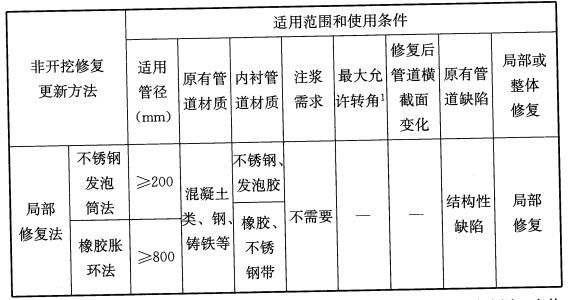 适用范围和使用条件
非开挖修复
更新方法
适用
管径
(mm)
原有管
道材质
内衬管
道材质
注浆
需求
最大允
许转角1
修复后
管道横
截面
变化
原有管
道缺陷
局部或
整体
修复
局部
修复法
不锈钢
发泡
筒法
≥200
混凝土
类、钢、
铸铁等
不锈钢、
发泡胶
不需要
—
—
结构性
缺陷
局部
修复
橡胶胀
环法
≥800
橡胶、
不锈
钢带